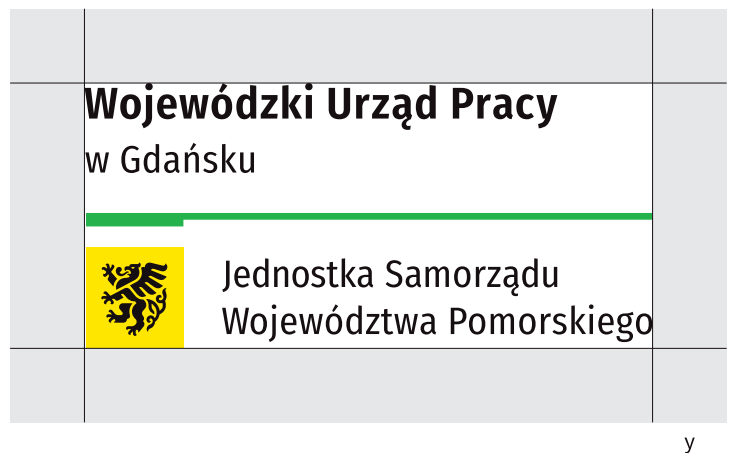 Wojewódzki Urząd Pracy
w Gdańsku
Jednostka Samorządu
Województwa Pomorskiego
y